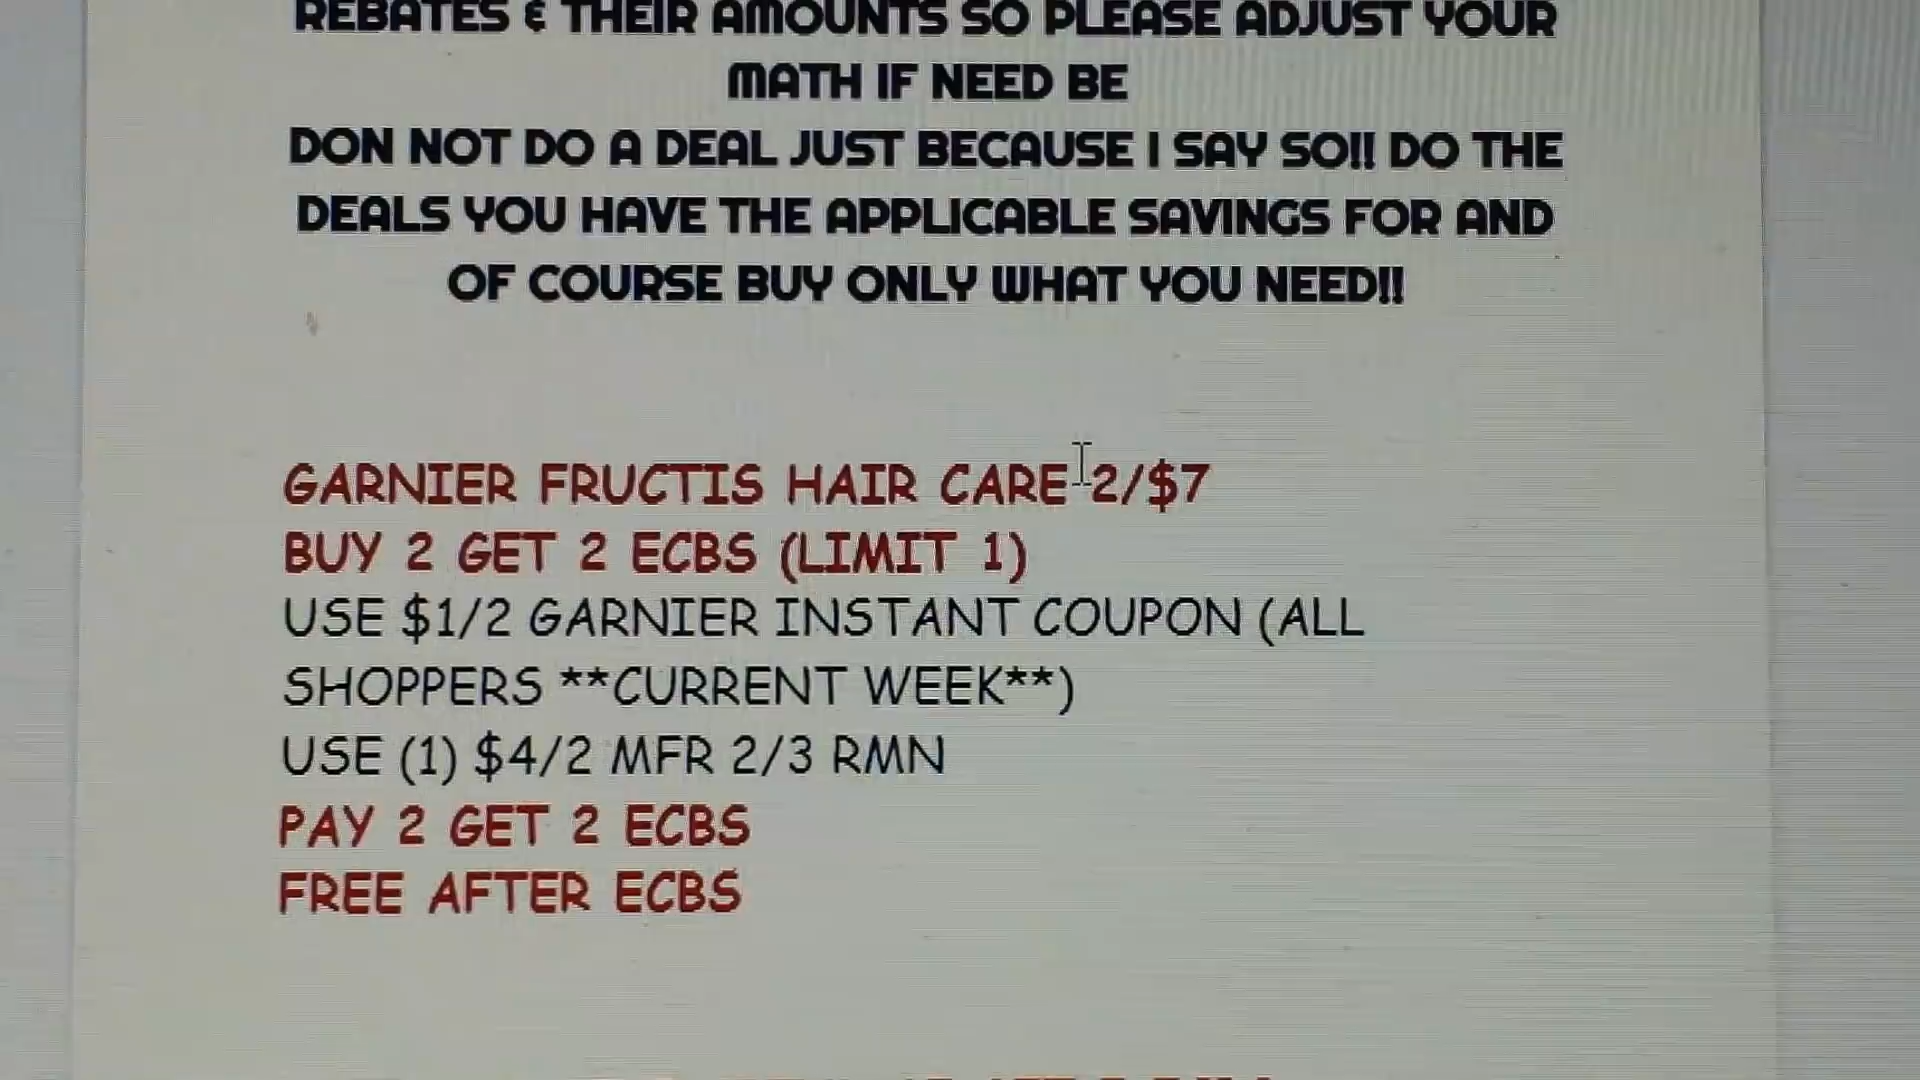 REBATES & THEIR AMOUNTS SO PLEASE ADJUST YOUR
MATH IF NEED BE
DON NOT DO A DEAL JUST BECAUSE I SAY SO!! DO THE
DEALS YOU HAVE THE APPLICABLE SAVINGS FOR AND
OF COURSE BUY ONLY WHAT YOU NEED!!
GARNIER FRUCTIS HAIR CARE 2/$7
BUY 2 GET 2 ECBS (LIMIT 1)
USE $1/2 GARNIER INSTANT COUPON (ALL
SHOPPERS **CURRENT WEEK**)
USE (1) $4/2 MFR 2/3 RMN
PAY 2 GET 2 ECBS
FREE AFTER ECBS